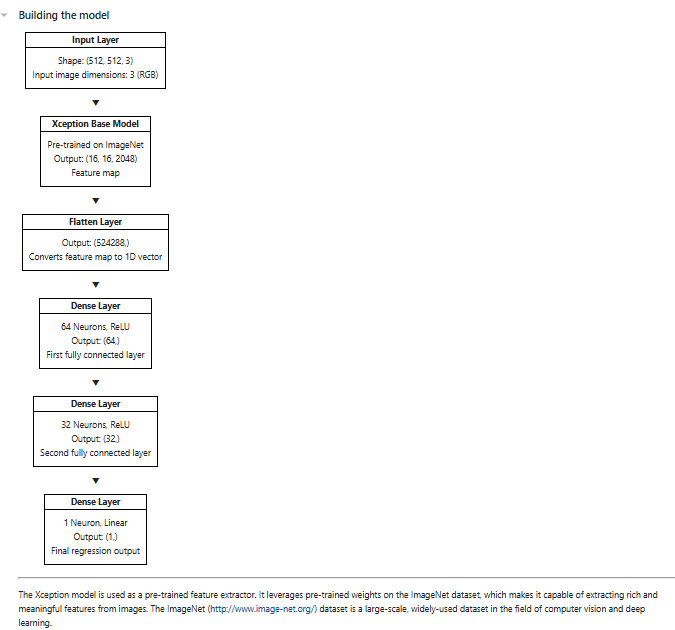 Building the model
Input Layer
Shape: (512, 512, 3)
Input image dimensions: 3 (RGB)
Xception Base Model
Pre-trained on ImageNet
Output: (16, 16, 2048)
Feature map
Flatten Layer
Output: (524288,)
Converts feature map to 1D vector
Dense Layer
64 Neurons, ReLU
Output: (64,)
First fully connected layer
Dense Layer
32 Neurons, ReLU
Output: (32,)
Second fully connected layer
Dense Layer
1 Neuron, Linear
Output: (1,)
Final regression output
The Xception model is used as a pre-trained feature extractor. It leverages pre-trained weights on the ImageNet dataset, which makes it capable of extracting rich and
meaningful features from images. The ImageNet (http://www.image-net.org/) dataset is a large-scale, widely-used dataset in the field of computer vision and deep
learning.